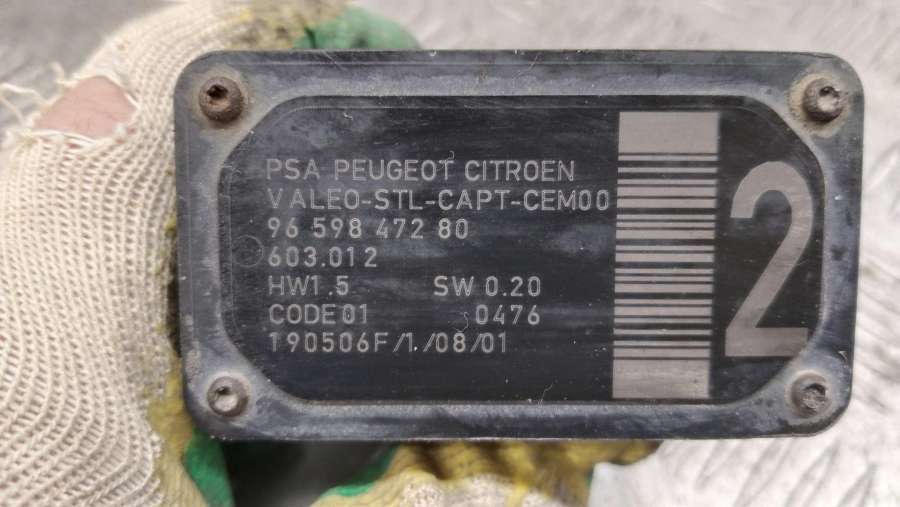 PSA PEUGEOT CITROEN
VALEO-STL-CAPT-CEM00
96 598 472 80
603.012
HW1.5 SW 0.20
CODE01 0476
190506F/1/08/01
2